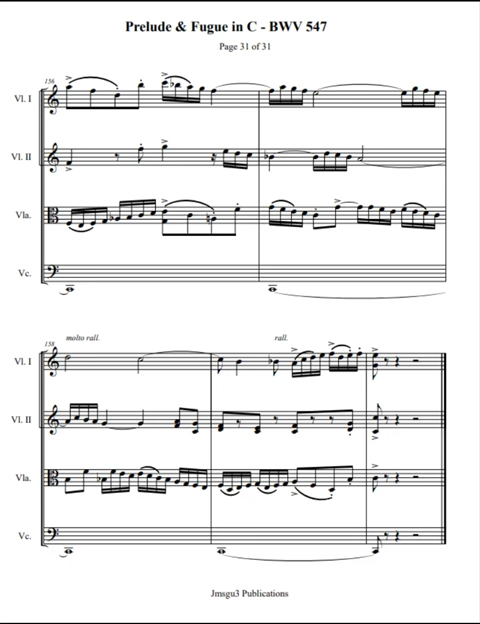 Prelude & Fugue in C - BWV 547
Page 31 of 31
156
Vl. I
Vl. II
Vla.
Vc.
158
molto rall.
rall.
Vl. I
Vl. II
Vla.
Vc.
Jmsgu3 Publications